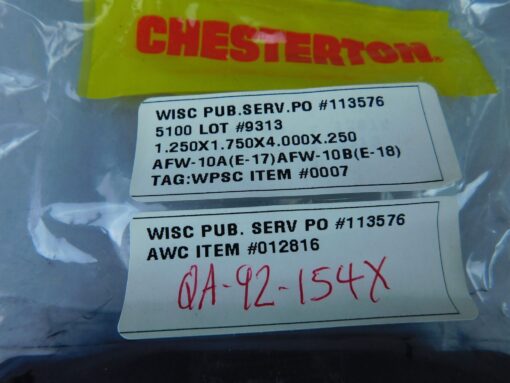 CHESTERTON
WISC PUB.SERV.PO #113576
5100 LOT #9313
1.250X1.750X4.000X.250
AFW-10A(E-17)AFW-10B(E-18)
TAG:WPSC ITEM #0007
WISC PUB. SERV PO #113576
AWC ITEM #012816
QA-92-154X